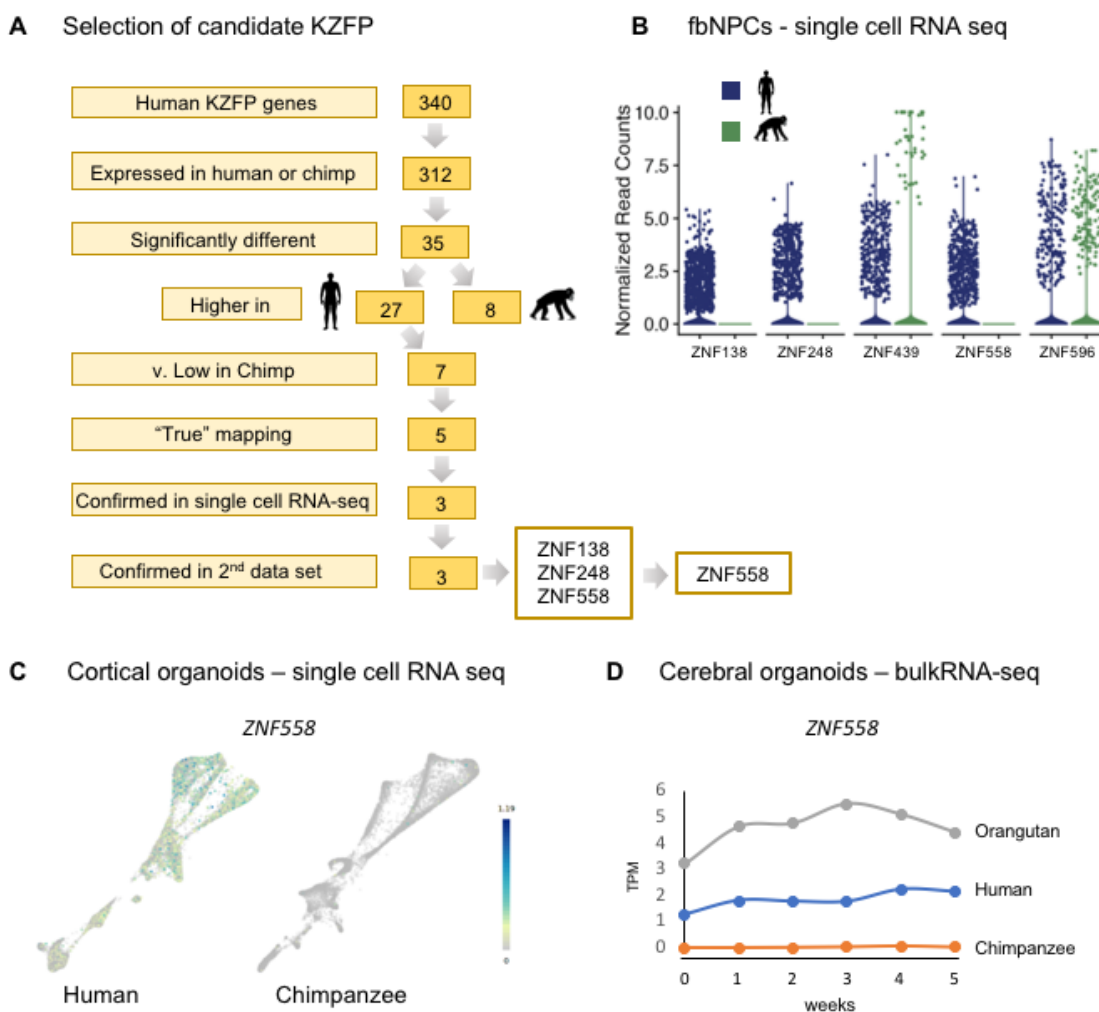 A Selection of candidate KZFP
Human KZFP genes 340
Expressed in human or chimp 312
Significantly different 35
Higher in 27 8
v. Low in Chimp 7
“True” mapping 5
Confirmed in single cell RNA-seq 3
Confirmed in 2nd data set 3
ZNF138
ZNF248
ZNF558
ZNF558
B fbNPCs - single cell RNA seq
Normalized Read Counts
10.0
7.5
5.0
2.5
0.0
ZNF138 ZNF248 ZNF439 ZNF558 ZNF596
C Cortical organoids – single cell RNA seq
ZNF558
1.19
0
Human Chimpanzee
D Cerebral organoids – bulkRNA-seq
ZNF558
TPM
6
5
4
3
2
1
0
Orangutan
Human
Chimpanzee
0 1 2 3 4 5
weeks